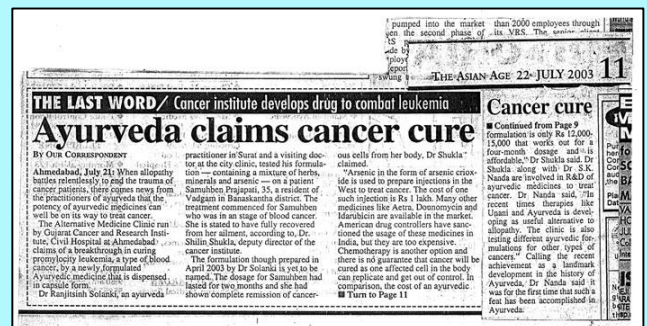 pumped into the market
than 2000 employees through
the second phase of
its VRS. The senior
THE ASIAN AGE 22 JULY 2003 11
THE LAST WORD/ Cancer institute develops drug to combat leukemia
Ayurveda claims cancer cure
BY OUR CORRESPONDENT
Ahmedabad, July 21: When allopathy
battles relentlessly to end the trauma of
cancer patients, there comes news from
the practitioners of ayurveda that the
potency of ayurvedic medicines can
well be on its way to treat cancer.
The Alternative Medicine Clinic run
by Gujarat Cancer and Research Insti-
tute, Civil Hospital at Ahmedabad
claims of a breakthrough in curing
promylocity leukemia, a type of blood
cancer, by a newly formulated
Ayurvedic medicine that is dispensed
in capsule form.
Dr Ranjitsinh Solanki, an ayurveda
practitioner in Surat and a visiting doc-
tor at the city clinic, tested his formula-
tion — containing a mixture of herbs,
minerals and arsenic — on a patient
Samuhben Prajapati, 35, a resident of
Vadgam in Banaskantha district. The
treatment commenced for Samuhben
who was in an stage of blood cancer.
She is stated to have fully recovered
from her ailment, according to, Dr.
Shilin Shukla, deputy director of the
cancer institute.
The formulation though prepared in
April 2003 by Dr Solanki is yet to be
named. The dosage for Samuhben had
lasted for two months and she had
shown complete remission of cancer-
ous cells from her body, Dr Shukla
claimed.
"Arsenic in the form of arsenic criox-
ide is used to prepare injections in the
West to treat cancer. The cost of one
such injection is Rs 1 lakh. Many other
medicines like Aetra, Dounomycin and
Idarubicin are available in the market.
American drug controllers have sanc-
tioned the usage of these medicines in
India, but they are too expensive.
Chemotherapy is another option and
there is no guarantee that cancer will be
cured as one affected cell in the body
can replicate and get out of control. In
comparison, the cost of an ayurvedic
■ Turn to Page 11
Cancer cure
■ Continued from Page 9
formulation is only Rs 12,000-
15,000 that works out for a
four-month dosage and is
affordable," Dr Shukla said. Dr
Shukla along with Dr S.K.
Nanda are involved in R&D of
ayurvedic medicines to treat
cancer. Dr Nanda said, "In
recent times therapies like
Unani and Ayurveda is devel-
oping as useful alternative to
allopathy. The clinic is also
testing different ayurvedic for-
mulations for other types of
cancers." Calling the recent
achievement as a landmark
development in the history of
Ayurveda, Dr Nanda said it
was for the first time that such a
feat has been accomplished in
Ayurveda.